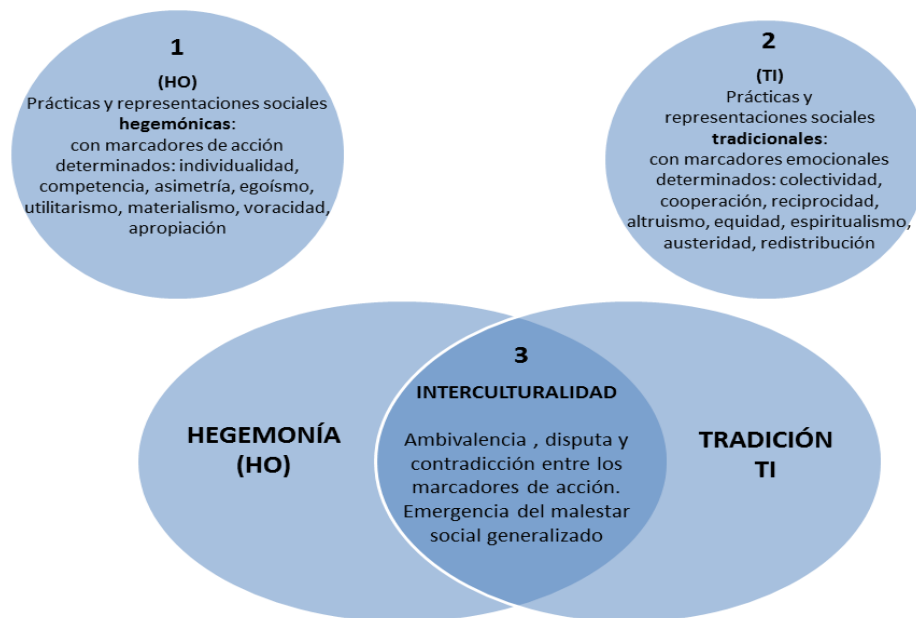 1
(HO)
Prácticas y representaciones sociales
hegemónicas:
con marcadores de acción
determinados: individualidad,
competencia, asimetría, egoísmo,
utilitarismo, materialismo, voracidad,
apropiación
2
(TI)
Prácticas y
representaciones sociales
tradicionales:
con marcadores emocionales
determinados: colectividad,
cooperación, reciprocidad,
altruismo, equidad, espiritualismo,
austeridad, redistribución
HEGEMONÍA
(HO)
3
INTERCULTURALIDAD
Ambivalencia , disputa y
contradicción entre los
marcadores de acción.
Emergencia del malestar
social generalizado
TRADICIÓN
TI